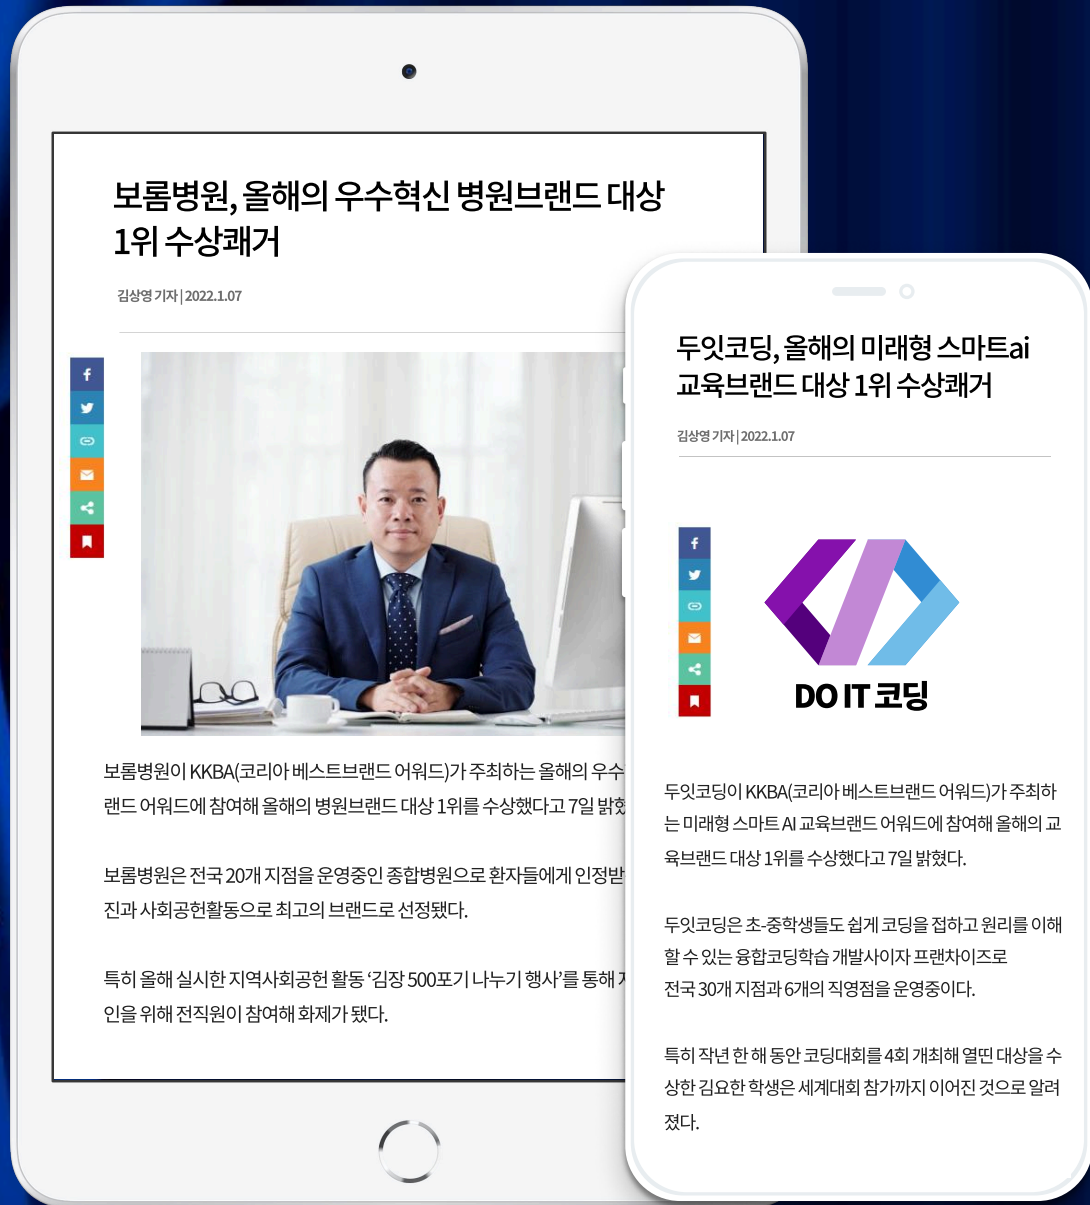 보롬병원, 올해의 우수혁신 병원브랜드 대상
1위 수상쾌거
김상영 기자 | 2022.1.07
보롬병원이 KKBA(코리아 베스트브랜드 어워드)가 주최하는 올해의 우수
랜드 어워드에 참여해 올해의 병원브랜드 대상 1위를 수상했다고 7일
보롬병원은 전국 20개 지점을 운영중인 종합병원으로 환자들에게
진과 사회공헌활동으로 최고의 브랜드로 선정됐다.
특히 올해 실시한 지역사회공헌 활동 ‘김장 500포기 나누기 행사’를 통해
인을 위해 전직원이 참여해 화제가 됐다.
두잇코딩, 올해의 미래형 스마트ai
교육브랜드 대상 1위 수상쾌거
김상영 기자 | 2022.1.07
DO IT 코딩
두잇코딩이 KKBA(코리아 베스트브랜드 어워드)가 주최하
는 미래형 스마트 AI 교육브랜드 어워드에 참여해 올해의 교
육브랜드 대상 1위를 수상했다고 7일 밝혔다.
두잇코딩은 초-중학생들도 쉽게 코딩을 접하고 원리를 이해
할 수 있는 융합코딩학습 개발사이자 프랜차이즈로
전국 30개 지점과 6개의 직영점을 운영중이다.
특히 작년 한 해 동안 코딩대회를 4회 개최해 열띤 대상을 수
상한 김요한 학생은 세계대회 참가까지 이어진 것으로 알려
졌다.